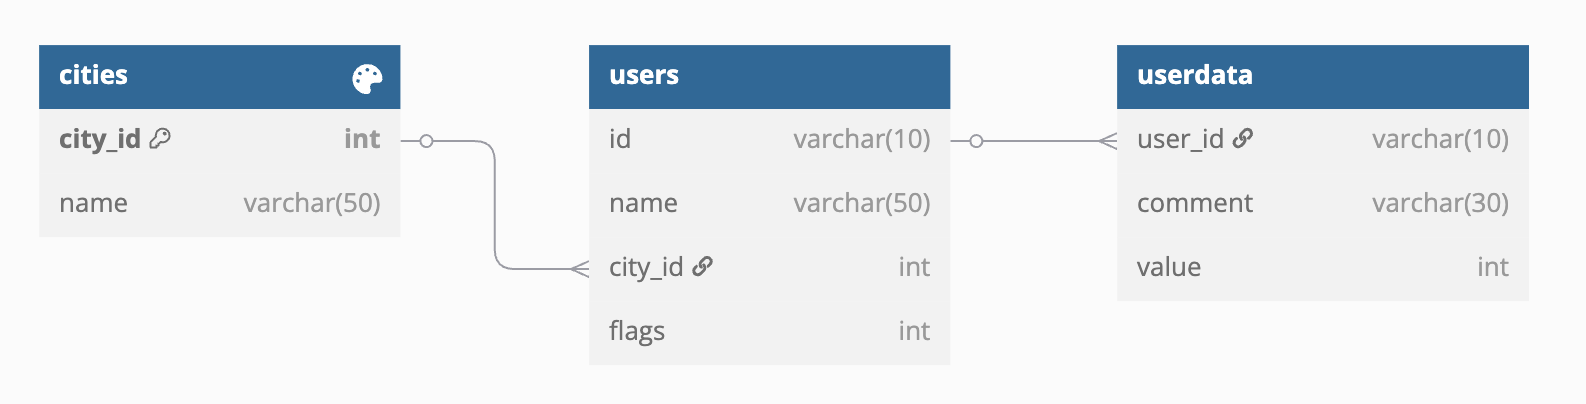 cities
city_id int
name varchar(50)
users
id varchar(10)
name varchar(50)
city_id int
flags int
userdata
user_id varchar(10)
comment varchar(30)
value int